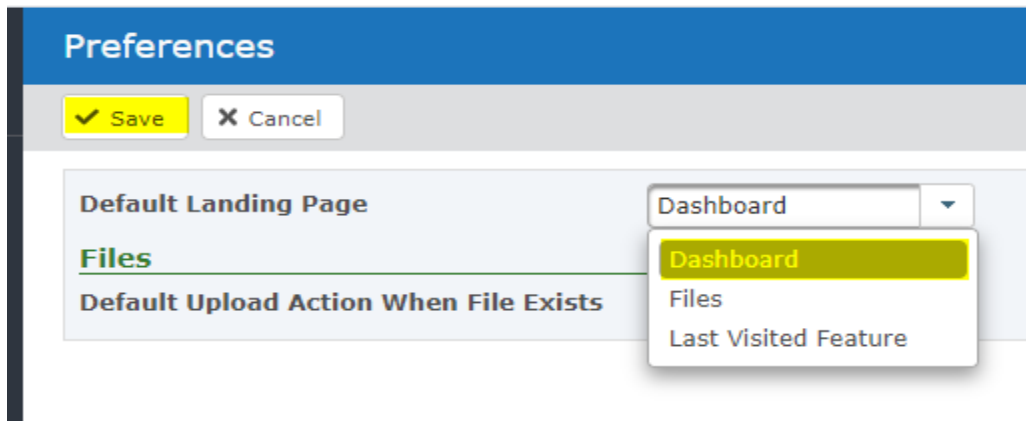 Preferences
Save Cancel
Default Landing Page Dashboard
Files Dashboard
Default Upload Action When File Exists Files
Last Visited Feature